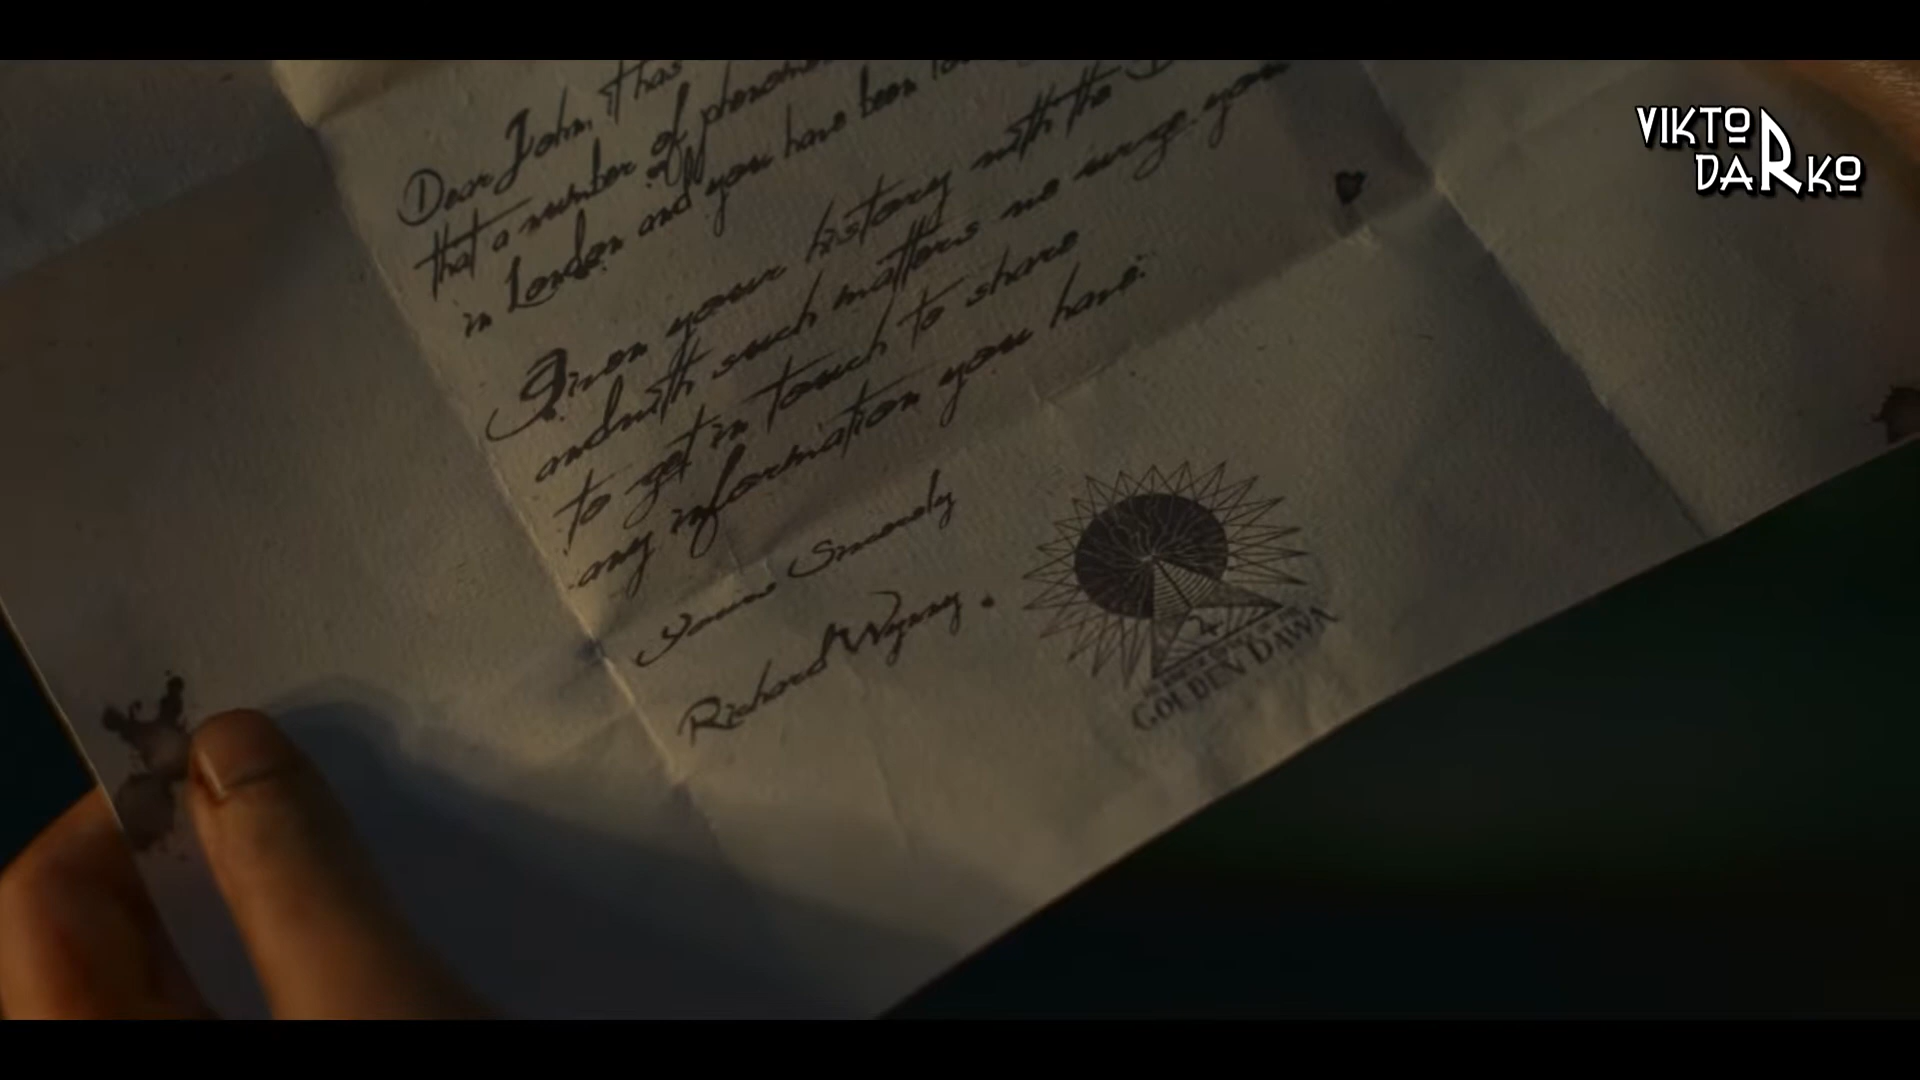 VIKTOR
DARKO
Dear John, it has
that a number of phenome
in London and you have been
Given your history with the
and with such matters we urge you
to get in touch to share
any information you have.
Yours Sincerely
Richard
GOLDEN DAWN